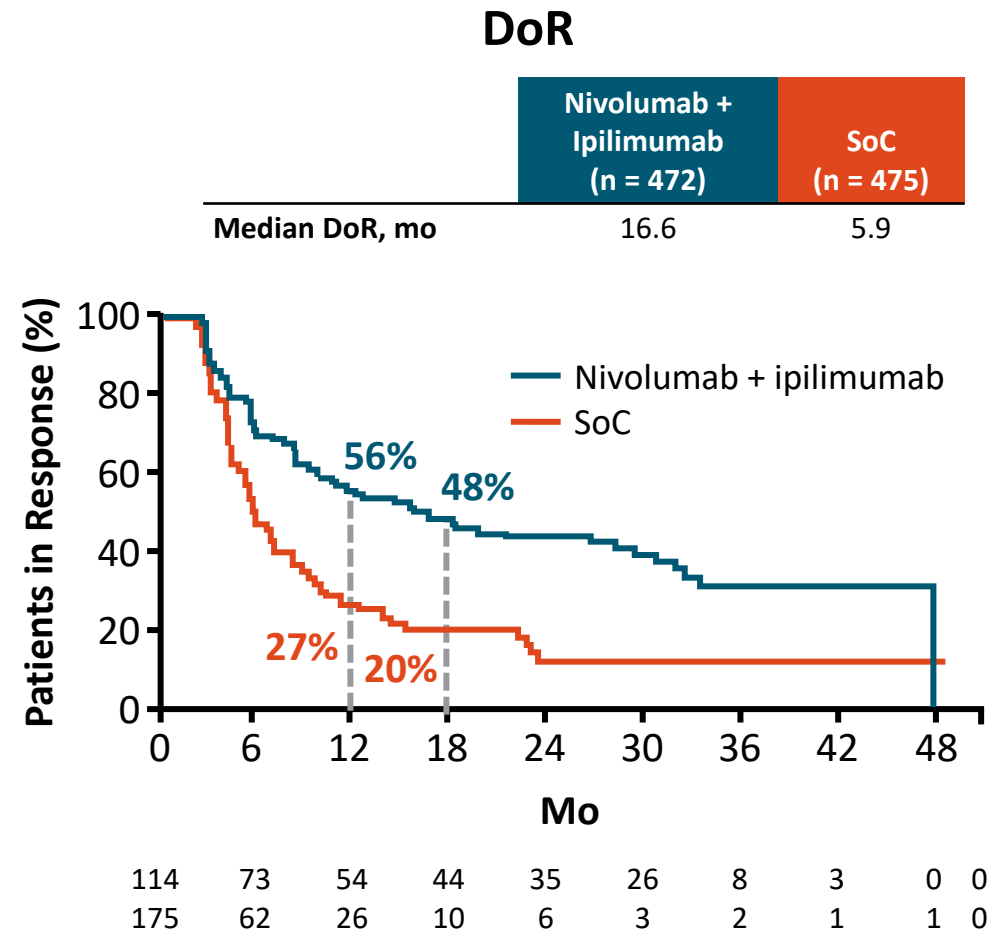 DoR
Nivolumab +
Ipilimumab
(n = 472)
SoC
(n = 475)
Median DoR, mo 16.6 5.9
Patients in Response (%)
100
80
60
40
20
0
Nivolumab + ipilimumab
SoC
56%
48%
27%
20%
0 6 12 18 24 30 36 42 48
Mo
114 73 54 44 35 26 8 3 0 0
175 62 26 10 6 3 2 1 1 0